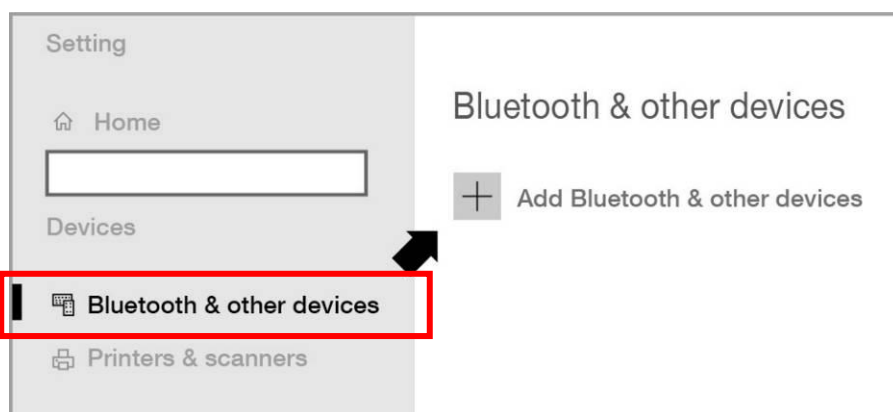 Setting
Home
Devices
Bluetooth & other devices
Printers & scanners
Bluetooth & other devices
Add Bluetooth & other devices